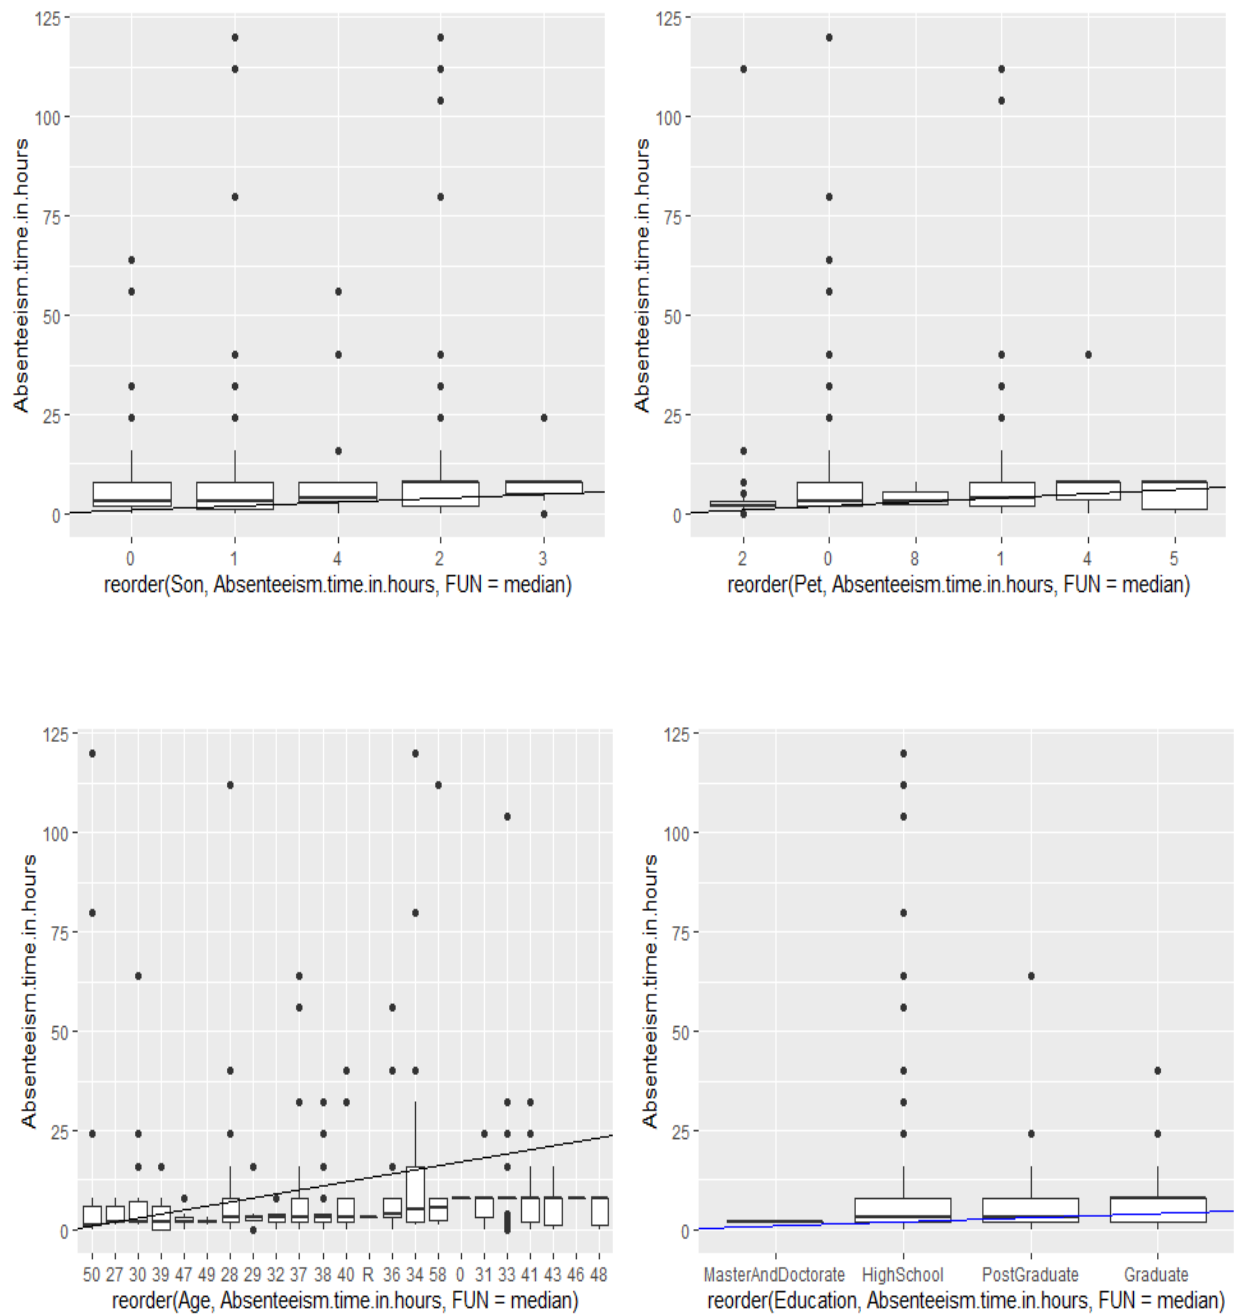 125
100
75
50
25
0
Absenteeism.time.in.hours
0 1 4 2 3
reorder(Son, Absenteeism.time.in.hours, FUN = median)
125
100
75
50
25
0
Absenteeism.time.in.hours
2 0 8 1 4 5
reorder(Pet, Absenteeism.time.in.hours, FUN = median)
125
100
75
50
25
0
Absenteeism.time.in.hours
50 27 30 39 47 49 28 29 32 37 38 40 R 36 34 58 0 31 33 41 43 46 48
reorder(Age, Absenteeism.time.in.hours, FUN = median)
125
100
75
50
25
0
Absenteeism.time.in.hours
MasterAndDoctorate HighSchool PostGraduate Graduate
reorder(Education, Absenteeism.time.in.hours, FUN = median)